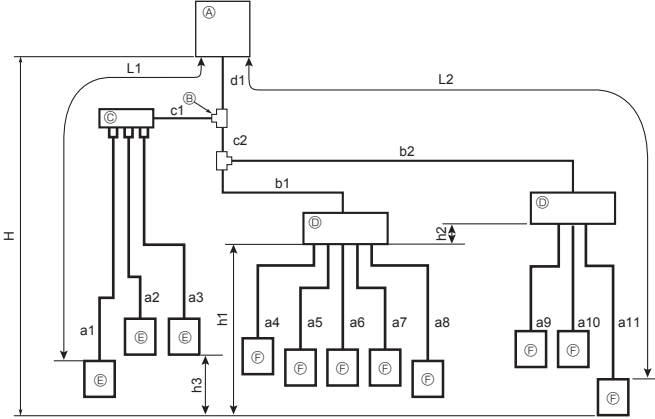 Ⓐ
L1
d1
L2
Ⓑ
Ⓒ
c1
c2
b2
b1
Ⓓ
Ⓓ
h2
H
a1
a2
a3
h1
a4
a5
a6
a7
a8
a9
a10
a11
Ⓔ
Ⓔ
Ⓔ
Ⓕ
Ⓕ
Ⓕ
Ⓕ
Ⓕ
Ⓕ
Ⓕ
Ⓕ
h3